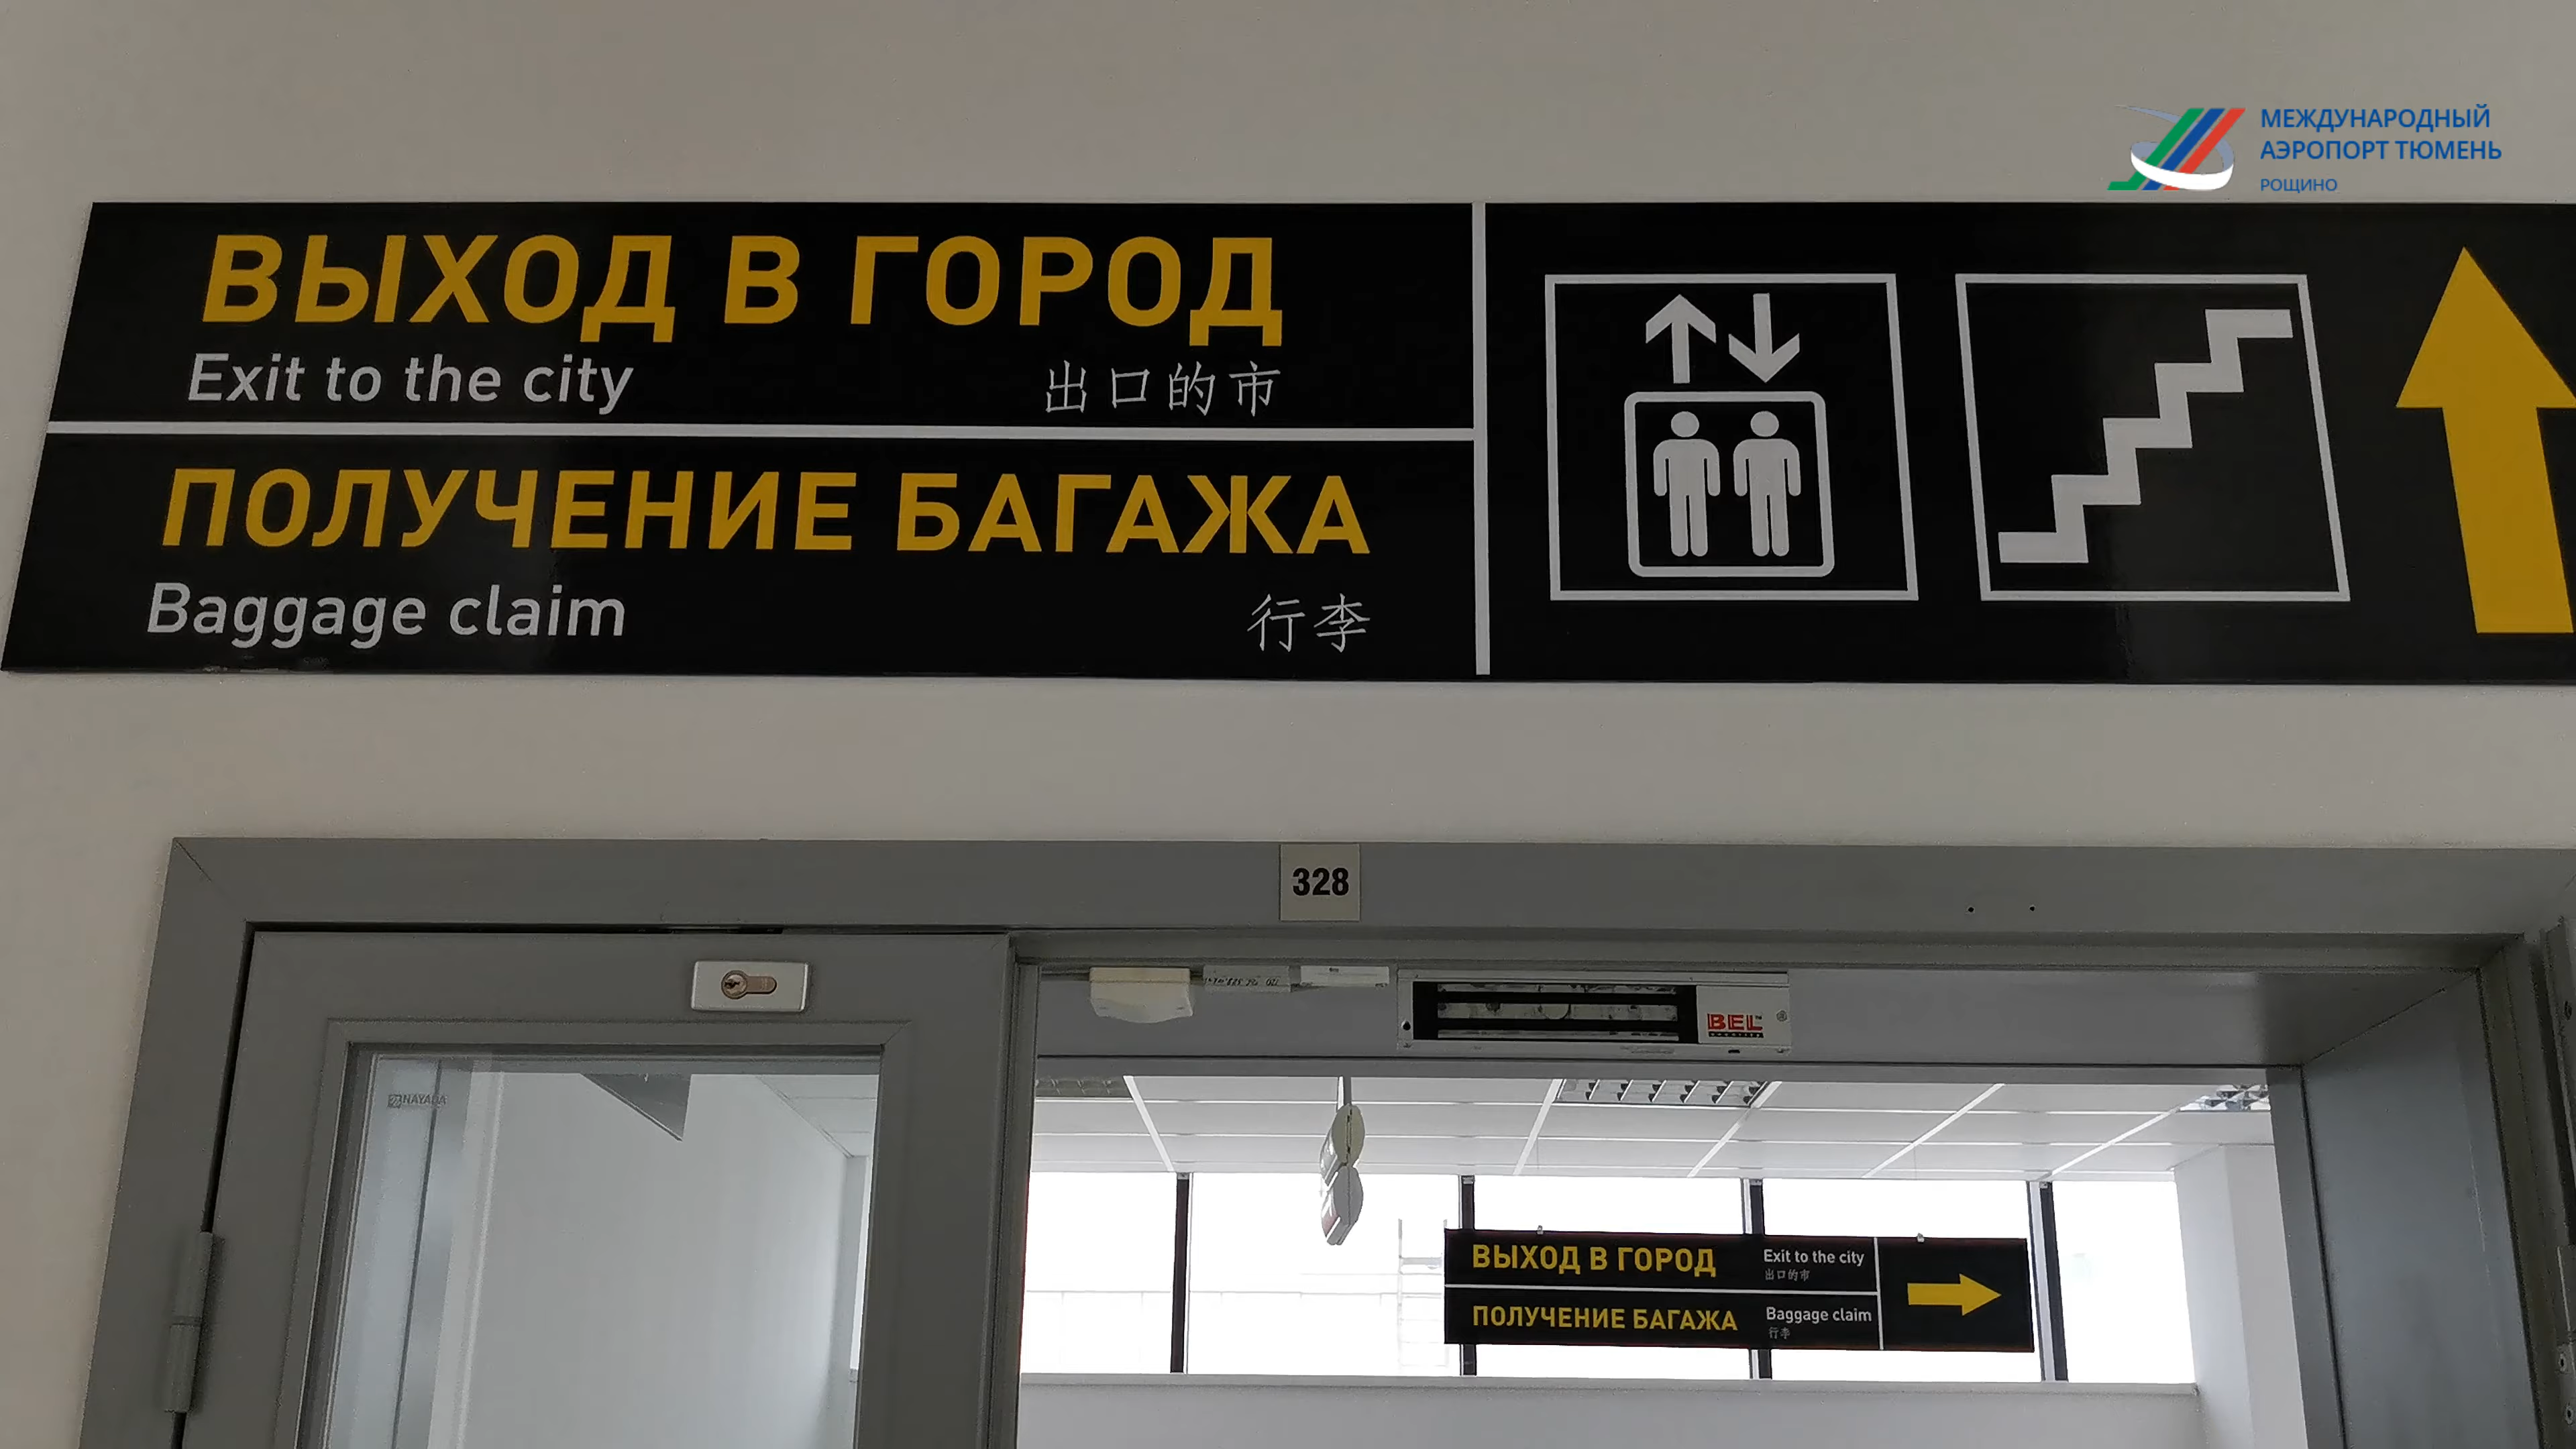 МЕЖДУНАРОДНЫЙ
АЭРОПОРТ ТЮМЕНЬ
РОЩИНО
ВЫХОД В ГОРОД
Exit to the city
出口的市
ПОЛУЧЕНИЕ БАГАЖА
Baggage claim
行李
328
BEL
NAYADA
ВЫХОД В ГОРОД
Exit to the city
出口的市
ПОЛУЧЕНИЕ БАГАЖА
Baggage claim
行李